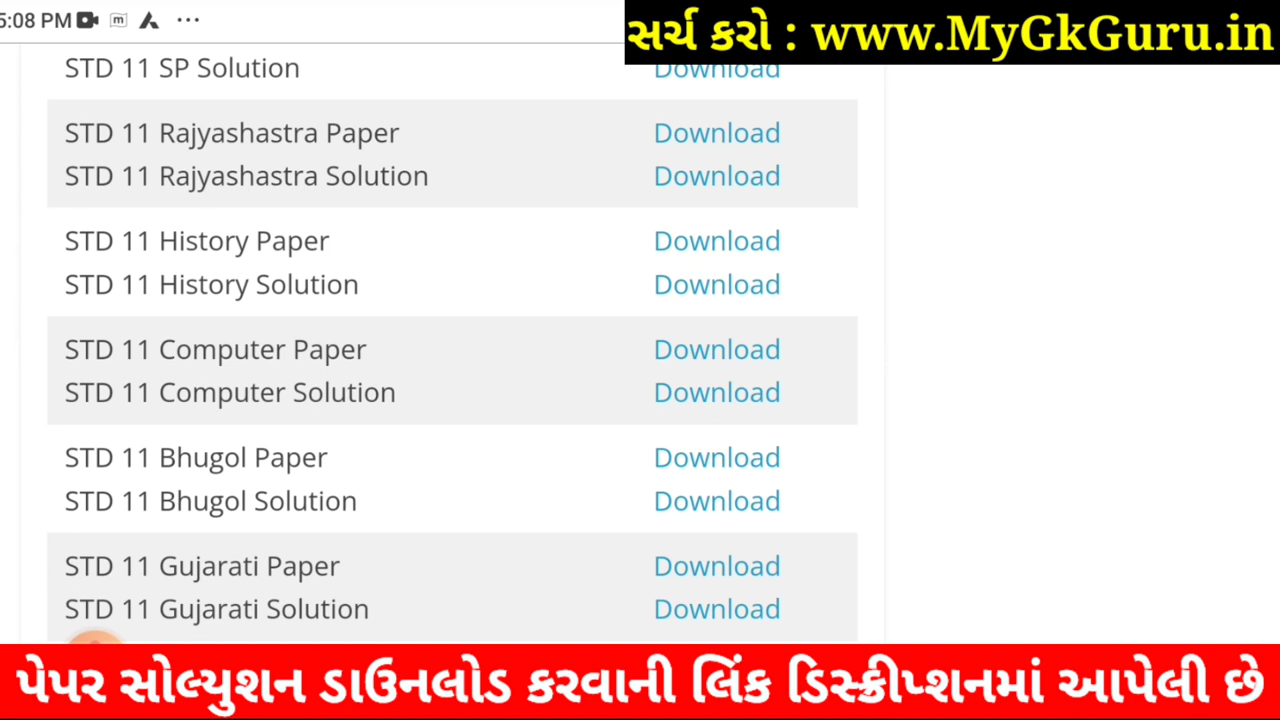 5:08 PM
સર્ચ કરો : www.MyGkGuru.in
STD 11 SP Solution Download
STD 11 Rajyashastra Paper Download
STD 11 Rajyashastra Solution Download
STD 11 History Paper Download
STD 11 History Solution Download
STD 11 Computer Paper Download
STD 11 Computer Solution Download
STD 11 Bhugol Paper Download
STD 11 Bhugol Solution Download
STD 11 Gujarati Paper Download
STD 11 Gujarati Solution Download
પેપર સોલ્યુશન ડાઉનલોડ કરવાની લિંક ડિસ્ક્રીપ્શનમાં આપેલી છે